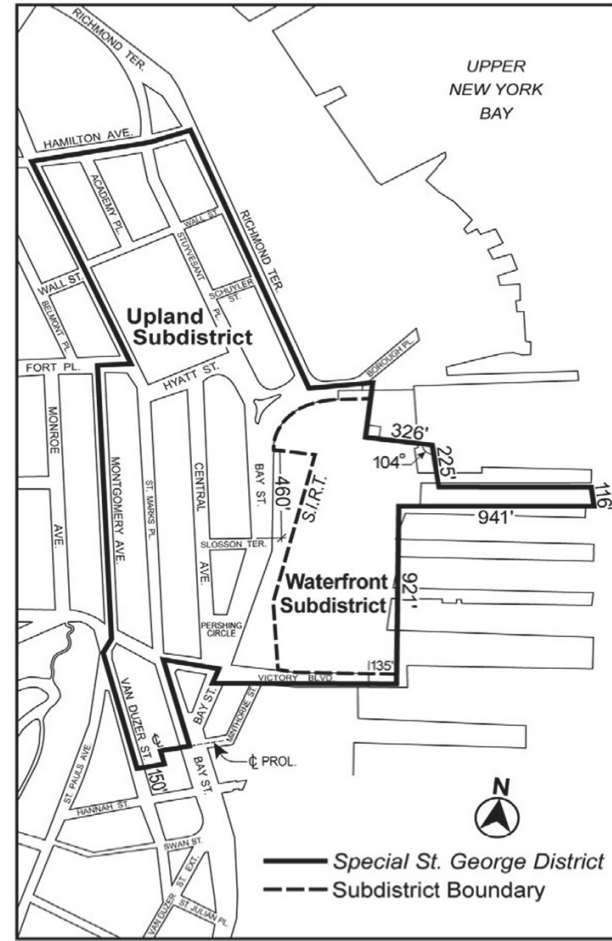 RICHMOND TER.
UPPER
NEW YORK
BAY
HAMILTON AVE.
ACADEMY PL.
WALL ST.
STUYVESANT PL.
RICHMOND TER.
SCHUYLER ST.
WALL ST.
BELMONT PL.
Upland
Subdistrict
FORT PL.
HYATT ST.
BOROUGH PL.
326'
104°
225'
116'
941'
MONROE AVE.
MONTGOMERY AVE.
ST. MARKS PL.
CENTRAL AVE.
BAY ST.
460'
S.I.R.T.
SLOSSON TER.
Waterfront
Subdistrict
921'
PERSHING
CIRCLE
135'
VICTORY BLVD.
VAN DUZER ST.
BAY ST.
MINTHORNE ST.
ST. PAULS AVE.
150'
BAY ST.
℄ PROL.
HANNAH ST.
SWAN ST.
VAN DUZER ST. EXT.
ST. JULIAN PL.
N
Special St. George District
Subdistrict Boundary